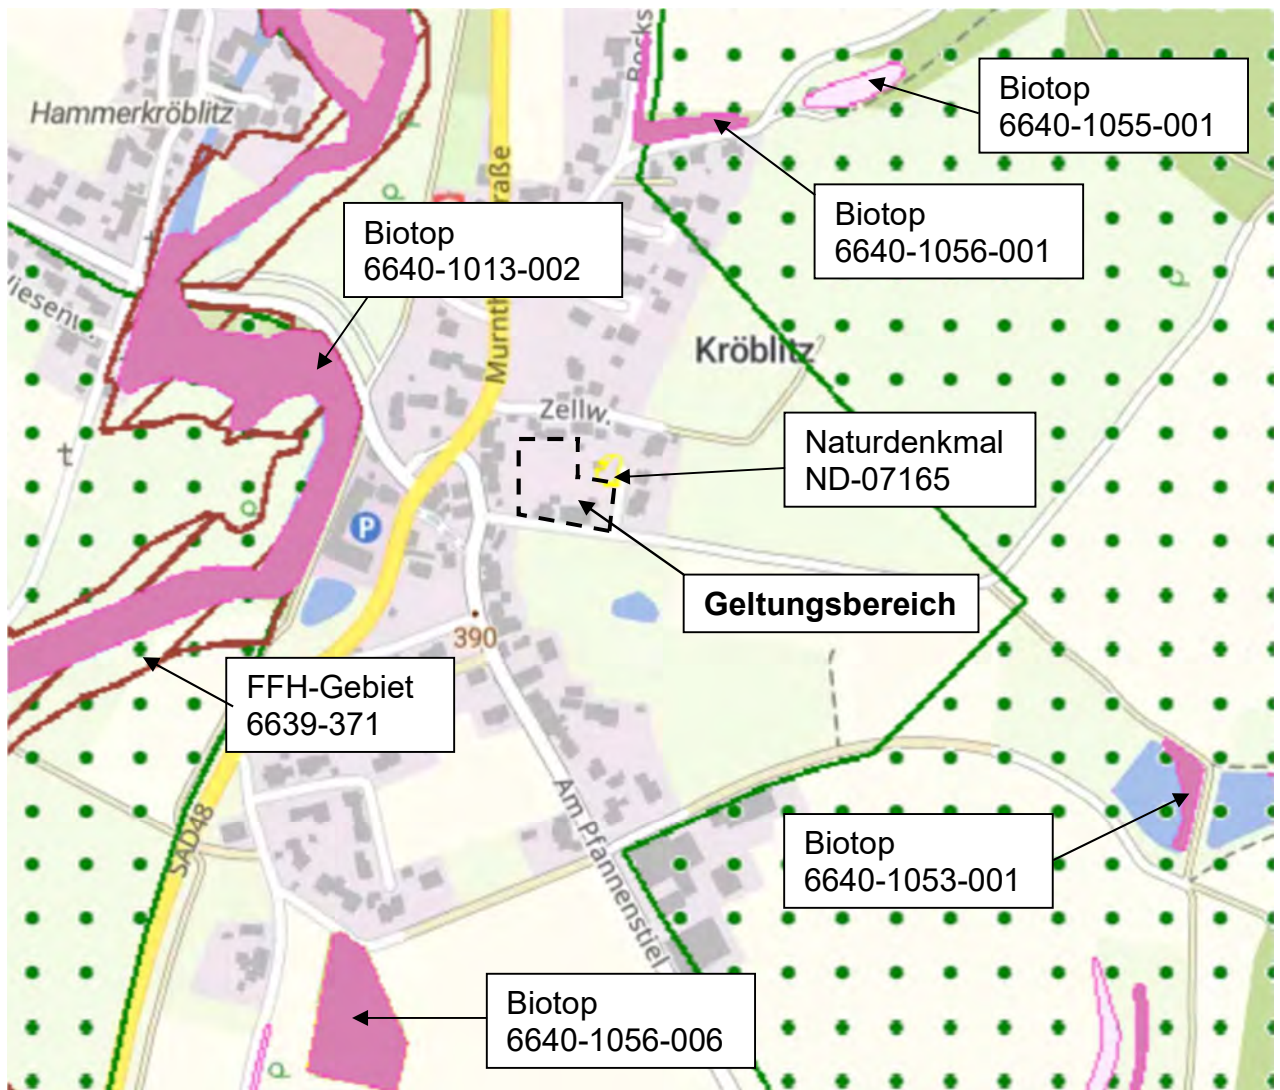 Rocks
Biotop
6640-1055-001
Hammerkröblitz
Biotop
6640-1056-001
Biotop
6640-1013-002
Kröblitz
Zellw.
Naturdenkmal
ND-07165
P
Geltungsbereich
390
FFH-Gebiet
6639-371
SAD48
Am Pfannenstiel
Biotop
6640-1053-001
Biotop
6640-1056-006